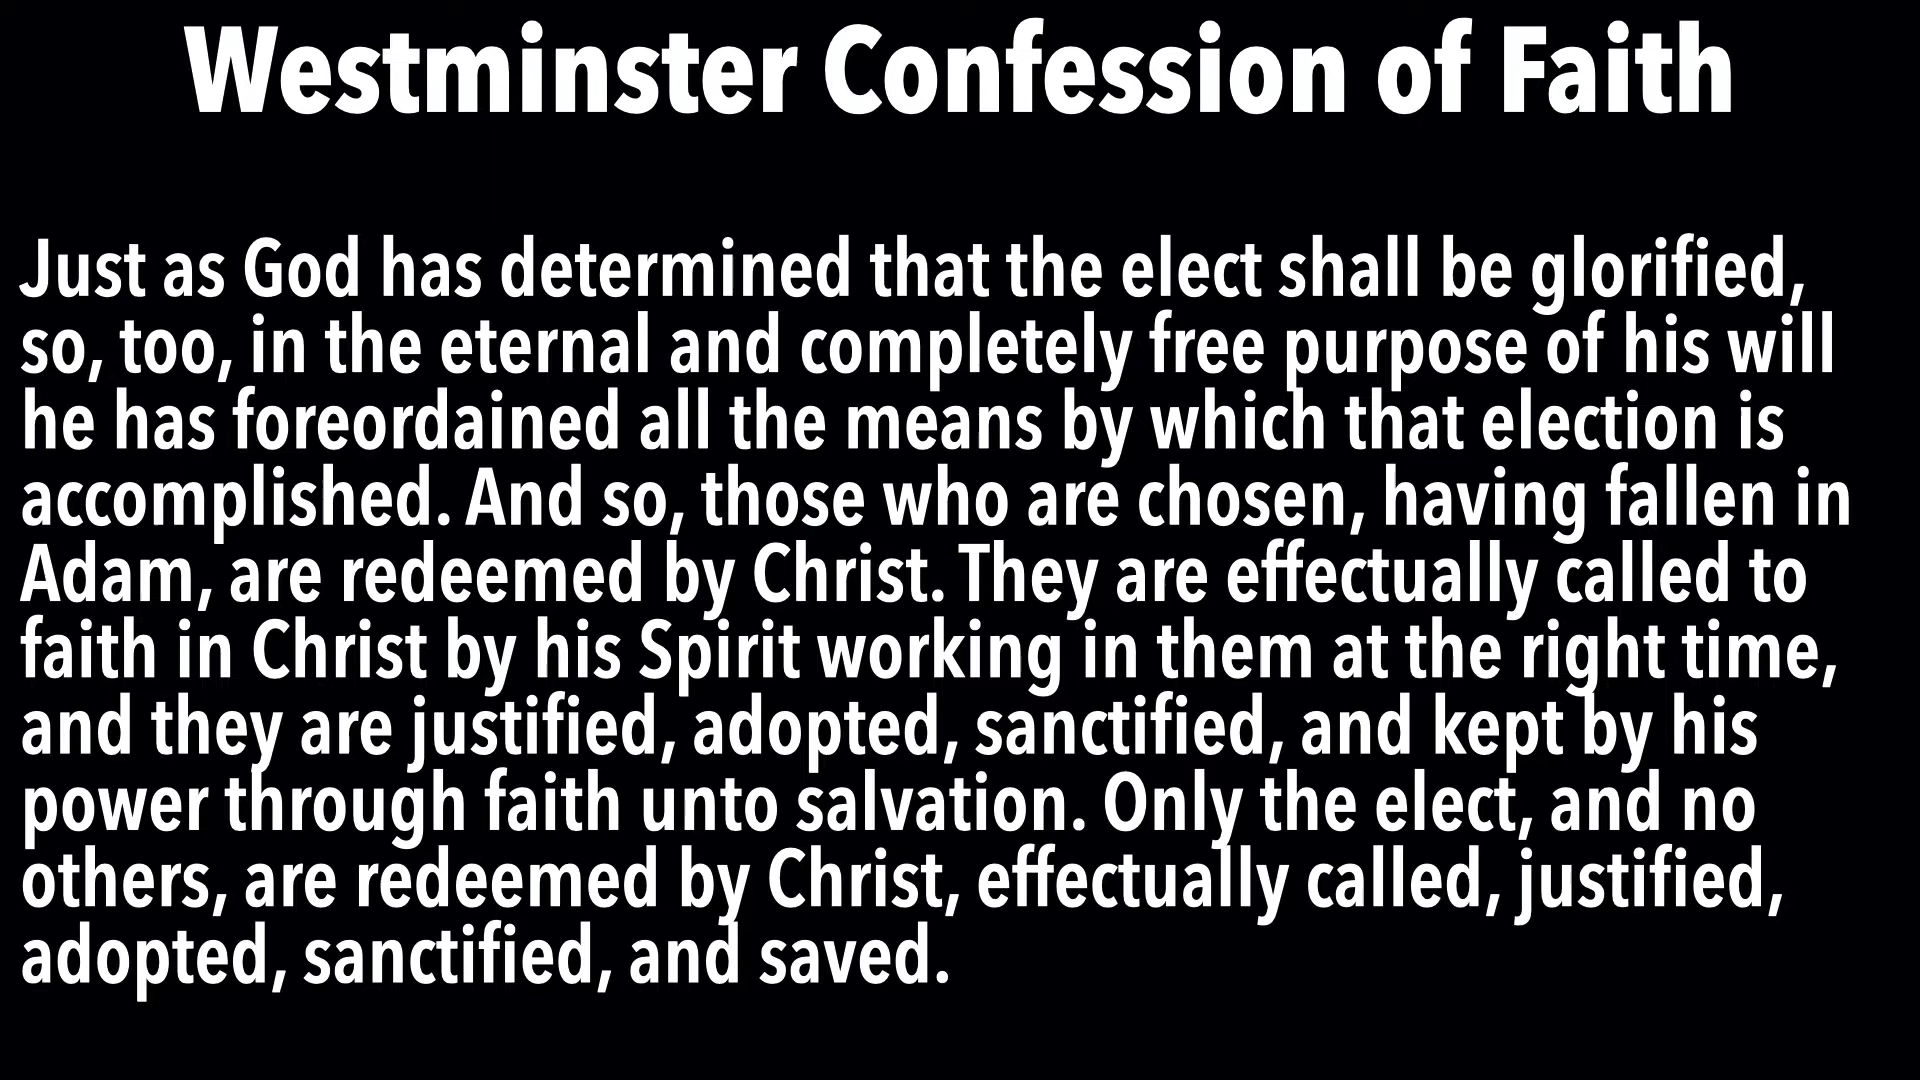 Westminster Confession of Faith
Just as God has determined that the elect shall be glorified,
so, too, in the eternal and completely free purpose of his will
he has foreordained all the means by which that election is
accomplished. And so, those who are chosen, having fallen in
Adam, are redeemed by Christ. They are effectually called to
faith in Christ by his Spirit working in them at the right time,
and they are justified, adopted, sanctified, and kept by his
power through faith unto salvation. Only the elect, and no
others, are redeemed by Christ, effectually called, justified,
adopted, sanctified, and saved.